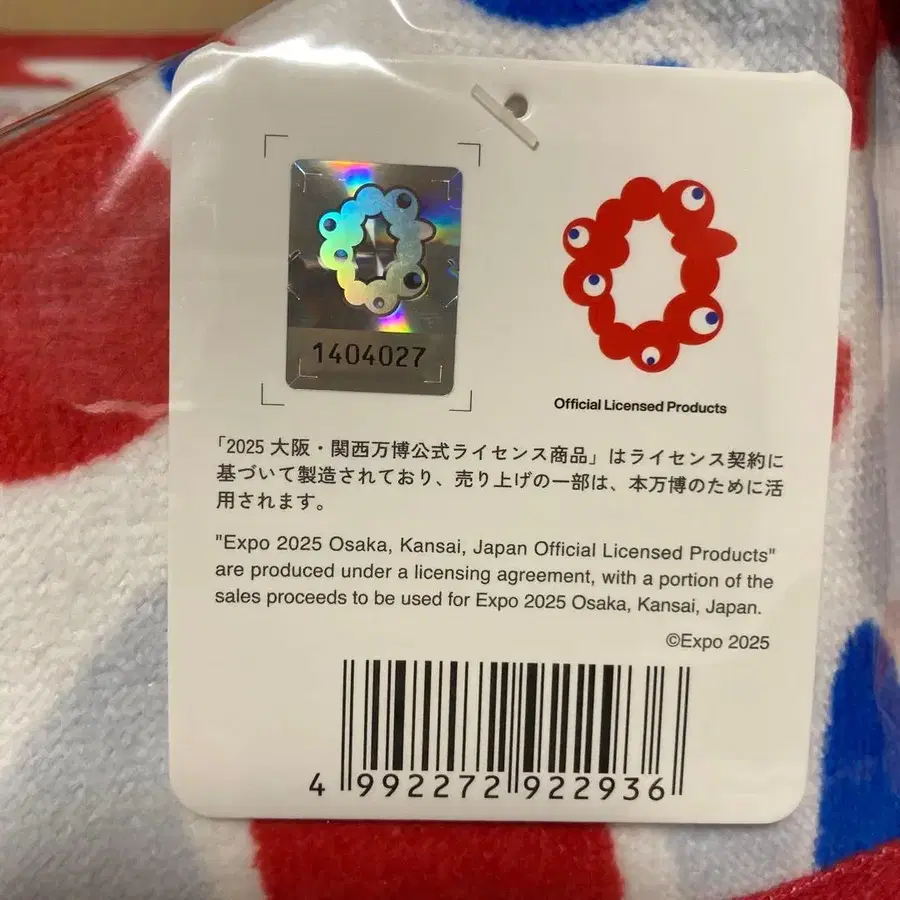 1404027
Official Licensed Products
「2025 大阪・関西万博公式ライセンス商品」はライセンス契約に
基づいて製造されており、売り上げの一部は、本万博のために活
用されます。
"Expo 2025 Osaka, Kansai, Japan Official Licensed Products"
are produced under a licensing agreement, with a portion of the
sales proceeds to be used for Expo 2025 Osaka, Kansai, Japan.
©Expo 2025
4 992272 922936